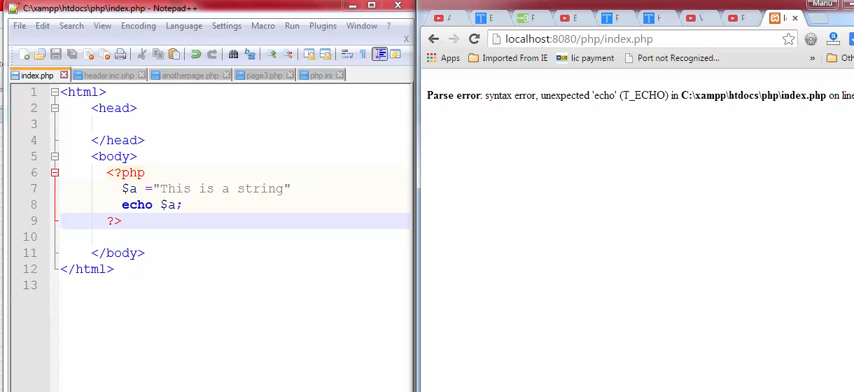 C:\xampp\htdocs\php\index.php - Notepad++
File Edit Search View Encoding Language Settings Macro Run Plugins Window ?
X
index.php header.inc.php anotherpage.php page3.php php.ini
1 <html>
2 <head>
3
4 </head>
5 <body>
6 <?php
7 $a ="This is a string"
8 echo $a;
9 ?>
10
11 </body>
12 </html>
13
Manu
localhost:8080/php/index.php
Apps Imported From IE lic payment Port not Recognized... » Other
Parse error: syntax error, unexpected 'echo' (T_ECHO) in C:\xampp\htdocs\php\index.php on line